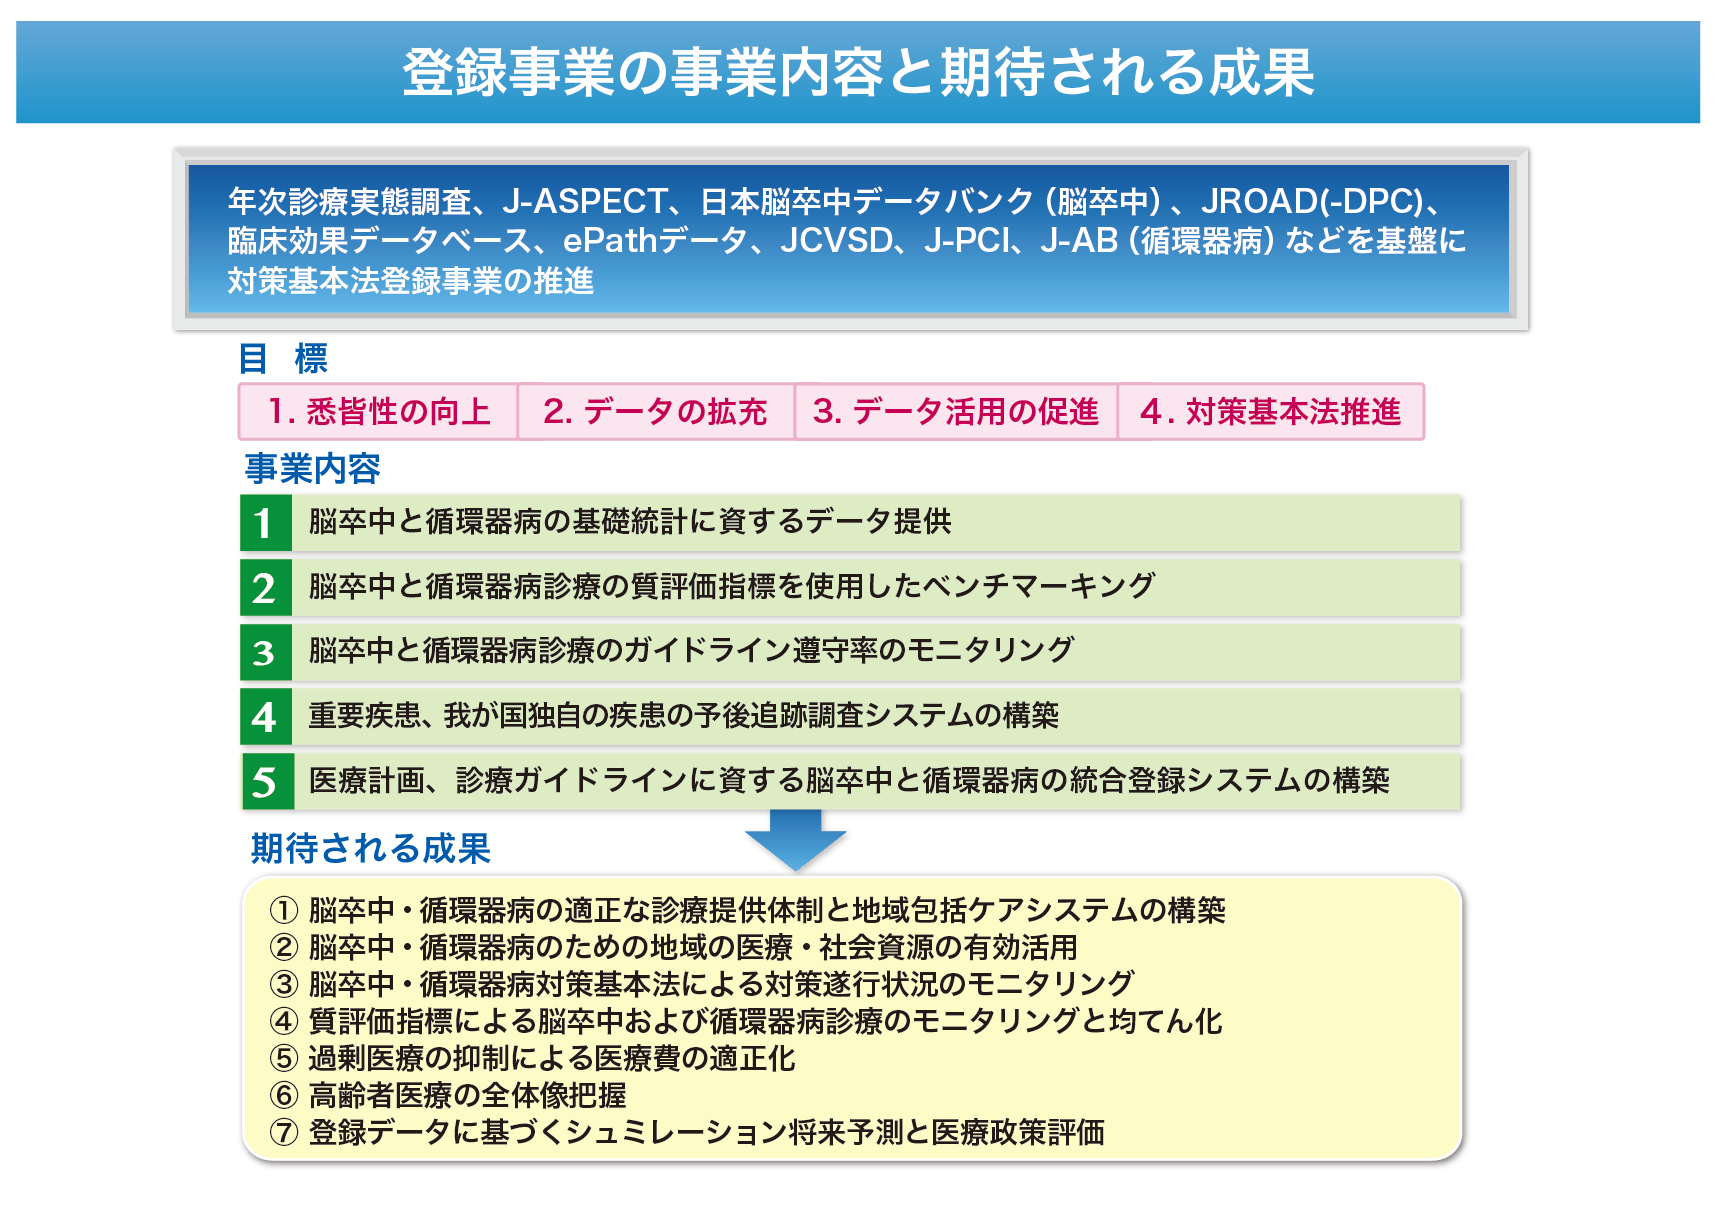 登録事業の事業内容と期待される成果
年次診療実態調査、J-ASPECT、日本脳卒中データバンク（脳卒中）、JROAD(-DPC)、
臨床効果データベース、ePathデータ、JCVSD、J-PCI、J-AB（循環器病）などを基盤に
対策基本法登録事業の推進
目 標
1. 悉皆性の向上
2. データの拡充
3. データ活用の促進
4. 対策基本法推進
事業内容
1 脳卒中と循環器病の基礎統計に資するデータ提供
2 脳卒中と循環器病診療の質評価指標を使用したベンチマーキング
3 脳卒中と循環器病診療のガイドライン遵守率のモニタリング
4 重要疾患、我が国独自の疾患の予後追跡調査システムの構築
5 医療計画、診療ガイドラインに資する脳卒中と循環器病の統合登録システムの構築
期待される成果
① 脳卒中・循環器病の適正な診療提供体制と地域包括ケアシステムの構築
② 脳卒中・循環器病のための地域の医療・社会資源の有効活用
③ 脳卒中・循環器病対策基本法による対策遂行状況のモニタリング
④ 質評価指標による脳卒中および循環器病診療のモニタリングと均てん化
⑤ 過剰医療の抑制による医療費の適正化
⑥ 高齢者医療の全体像把握
⑦ 登録データに基づくシュミレーション将来予測と医療政策評価